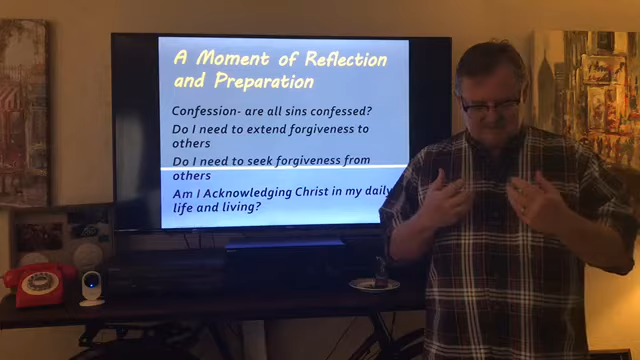 A Moment of Reflection
and Preparation
Confession- are all sins confessed?
Do I need to extend forgiveness to
others
Do I need to seek forgiveness from
others
Am I Acknowledging Christ in my daily
life and living?